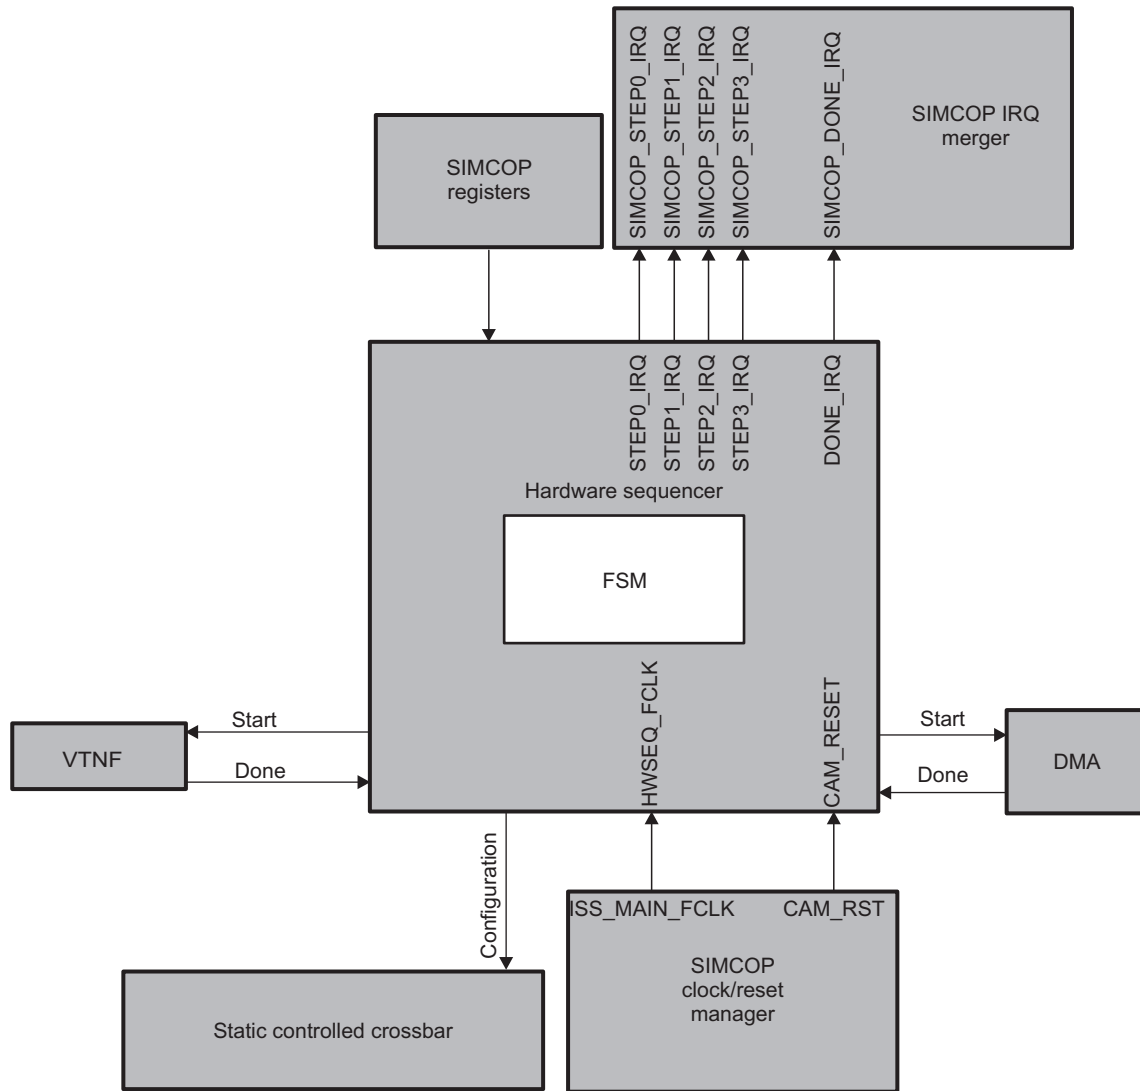 SIMCOP_STEP0_IRQ
SIMCOP_STEP1_IRQ
SIMCOP_STEP2_IRQ
SIMCOP_STEP3_IRQ
SIMCOP_DONE_IRQ
SIMCOP IRQ
merger
SIMCOP
registers
STEP0_IRQ
STEP1_IRQ
STEP2_IRQ
STEP3_IRQ
DONE_IRQ
Hardware sequencer
FSM
HWSEQ_FCLK
CAM_RESET
Start
VTNF
Done
Start
DMA
Done
Configuration
ISS_MAIN_FCLK
CAM_RST
SIMCOP
clock/reset
manager
Static controlled crossbar